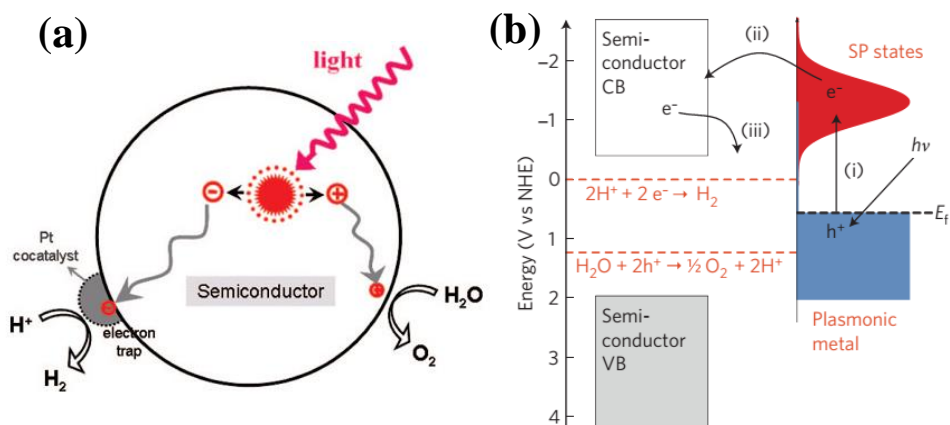 (a)
light
Pt
cocatalyst
Semiconductor
electron
trap
H⁺
H₂
H₂O
O₂
(b)
Energy (V vs NHE)
−2
−1
0
1
2
3
4
Semi-
conductor
CB
e⁻
(ii)
(iii)
SP states
e⁻
(i)
hν
2H⁺ + 2 e⁻→ H₂
E_f
h⁺
H₂O + 2h⁺→ ½ O₂ + 2H⁺
Semi-
conductor
VB
Plasmonic
metal